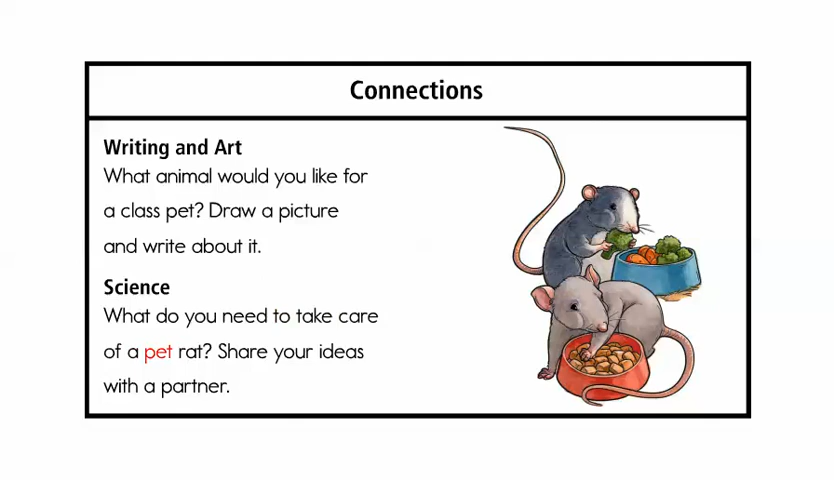 Connections
Writing and Art
What animal would you like for
a class pet? Draw a picture
and write about it.
Science
What do you need to take care
of a pet rat? Share your ideas
with a partner.